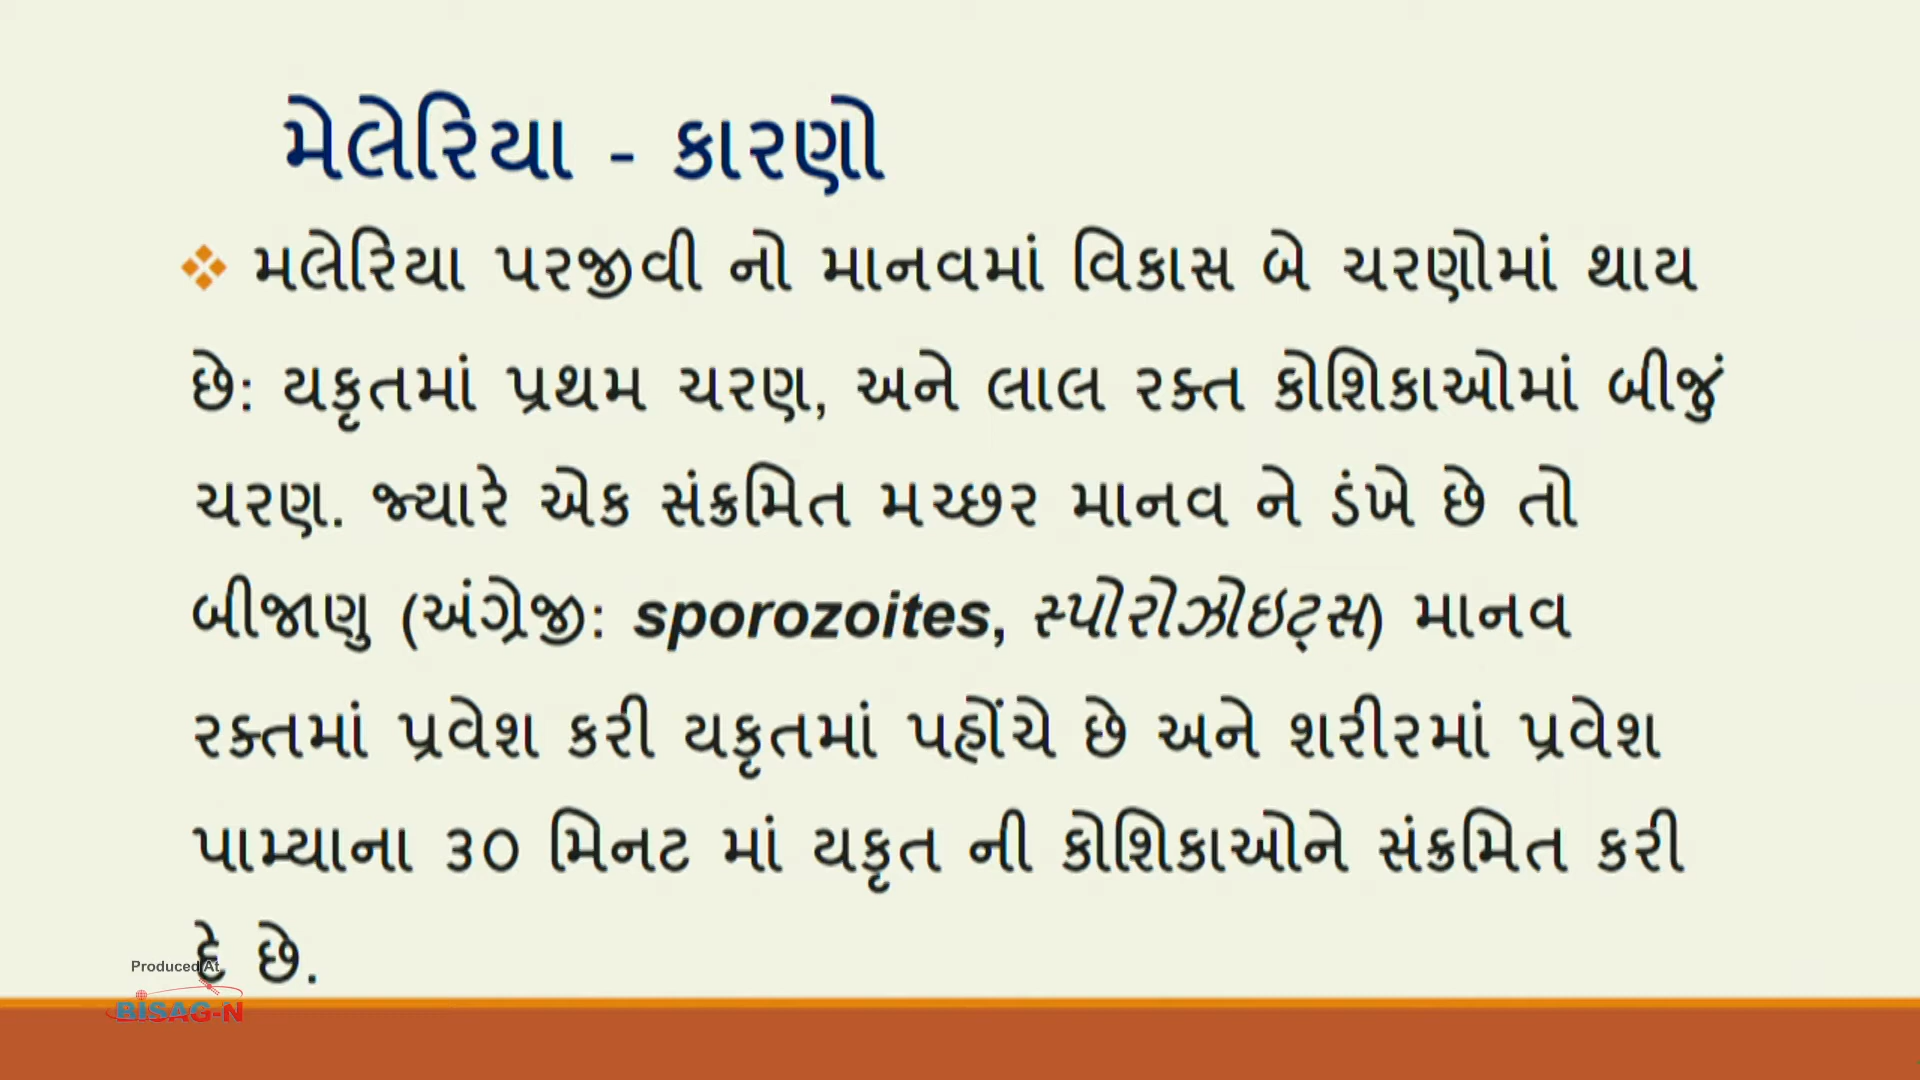 મેલેરિયા - કારણો
મલેરિયા પરજીવી નો માનવમાં વિકાસ બે ચરણોમાં થાય
છે: યકૃતમાં પ્રથમ ચરણ, અને લાલ રક્ત કોશિકાઓમાં બીજું
ચરણ. જ્યારે એક સંક્રમિત મચ્છર માનવ ને ડંખે છે તો
બીજાણુ (અંગ્રેજી: sporozoites, સ્પોરોઝોઇટ્સ) માનવ
રક્તમાં પ્રવેશ કરી યકૃતમાં પહોંચે છે અને શરીરમાં પ્રવેશ
પામ્યાના ૩૦ મિનટ માં યકૃત ની કોશિકાઓને સંક્રમિત કરી
દે છે.
Produced At
BISAG-N